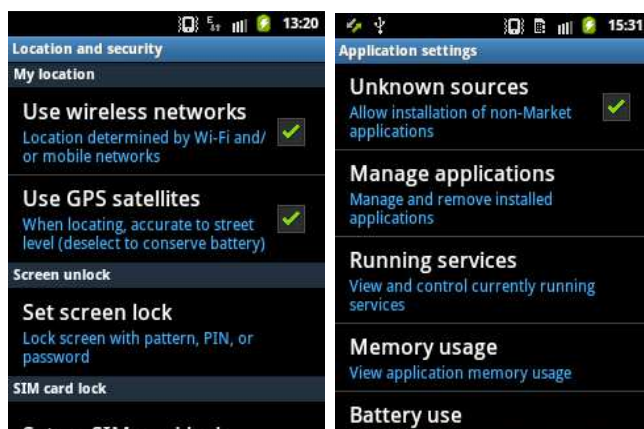 13:20
Location and security
My location
Use wireless networks
Location determined by Wi-Fi and/
or mobile networks
Use GPS satellites
When locating, accurate to street
level (deselect to conserve battery)
Screen unlock
Set screen lock
Lock screen with pattern, PIN, or
password
SIM card lock
15:31
Application settings
Unknown sources
Allow installation of non-Market
applications
Manage applications
Manage and remove installed
applications
Running services
View and control currently running
services
Memory usage
View application memory usage
Battery use